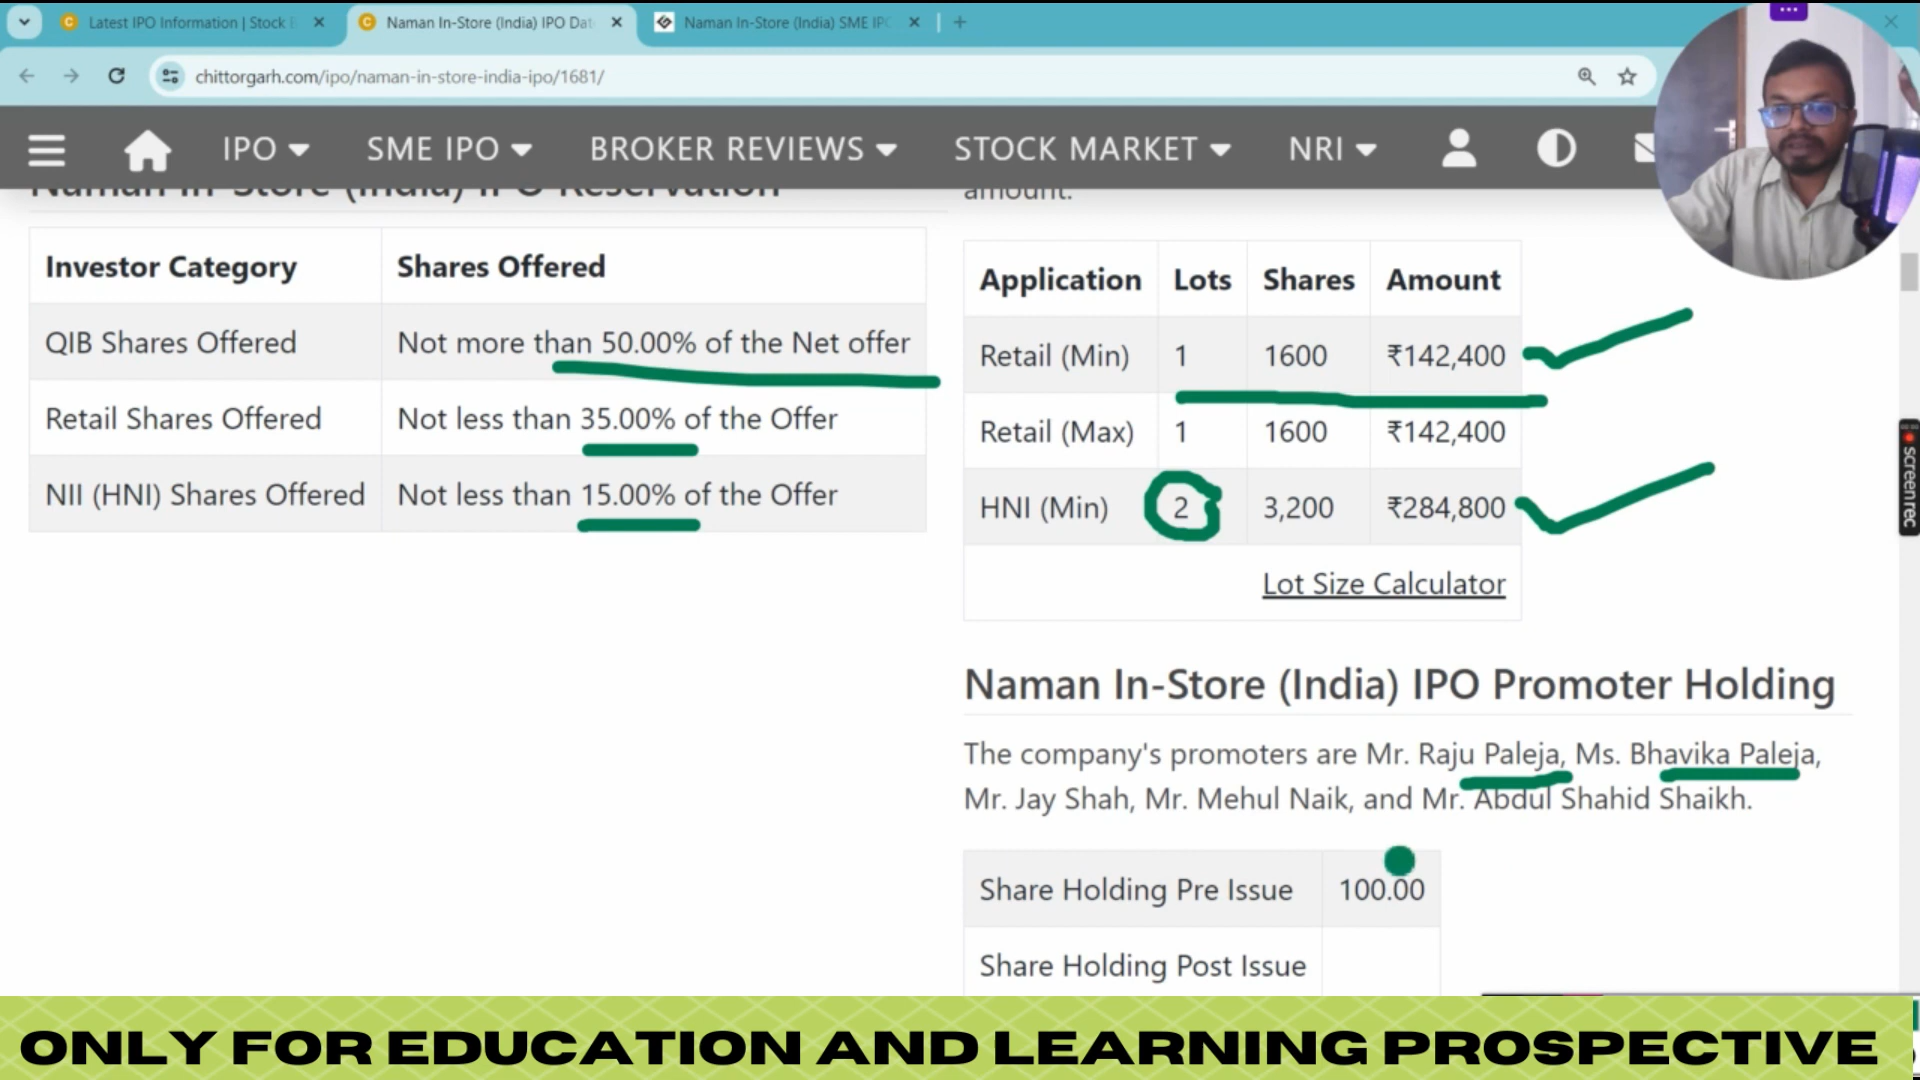 Latest IPO Information | Stock
Naman In-Store (India) IPO Dat
Naman In-Store (India) SME IPO
chittorgarh.com/ipo/naman-in-store-india-ipo/1681/
IPO
SME IPO
BROKER REVIEWS
STOCK MARKET
NRI
Naman In-Store (India) IPO Reservation
Investor Category Shares Offered
QIB Shares Offered Not more than 50.00% of the Net offer
Retail Shares Offered Not less than 35.00% of the Offer
NII (HNI) Shares Offered Not less than 15.00% of the Offer
amount.
Application Lots Shares Amount
Retail (Min) 1 1600 ₹142,400
Retail (Max) 1 1600 ₹142,400
HNI (Min) 2 3,200 ₹284,800
Lot Size Calculator
Naman In-Store (India) IPO Promoter Holding
The company's promoters are Mr. Raju Paleja, Ms. Bhavika Paleja,
Mr. Jay Shah, Mr. Mehul Naik, and Mr. Abdul Shahid Shaikh.
Share Holding Pre Issue 100.00
Share Holding Post Issue
screenrec
ONLY FOR EDUCATION AND LEARNING PROSPECTIVE